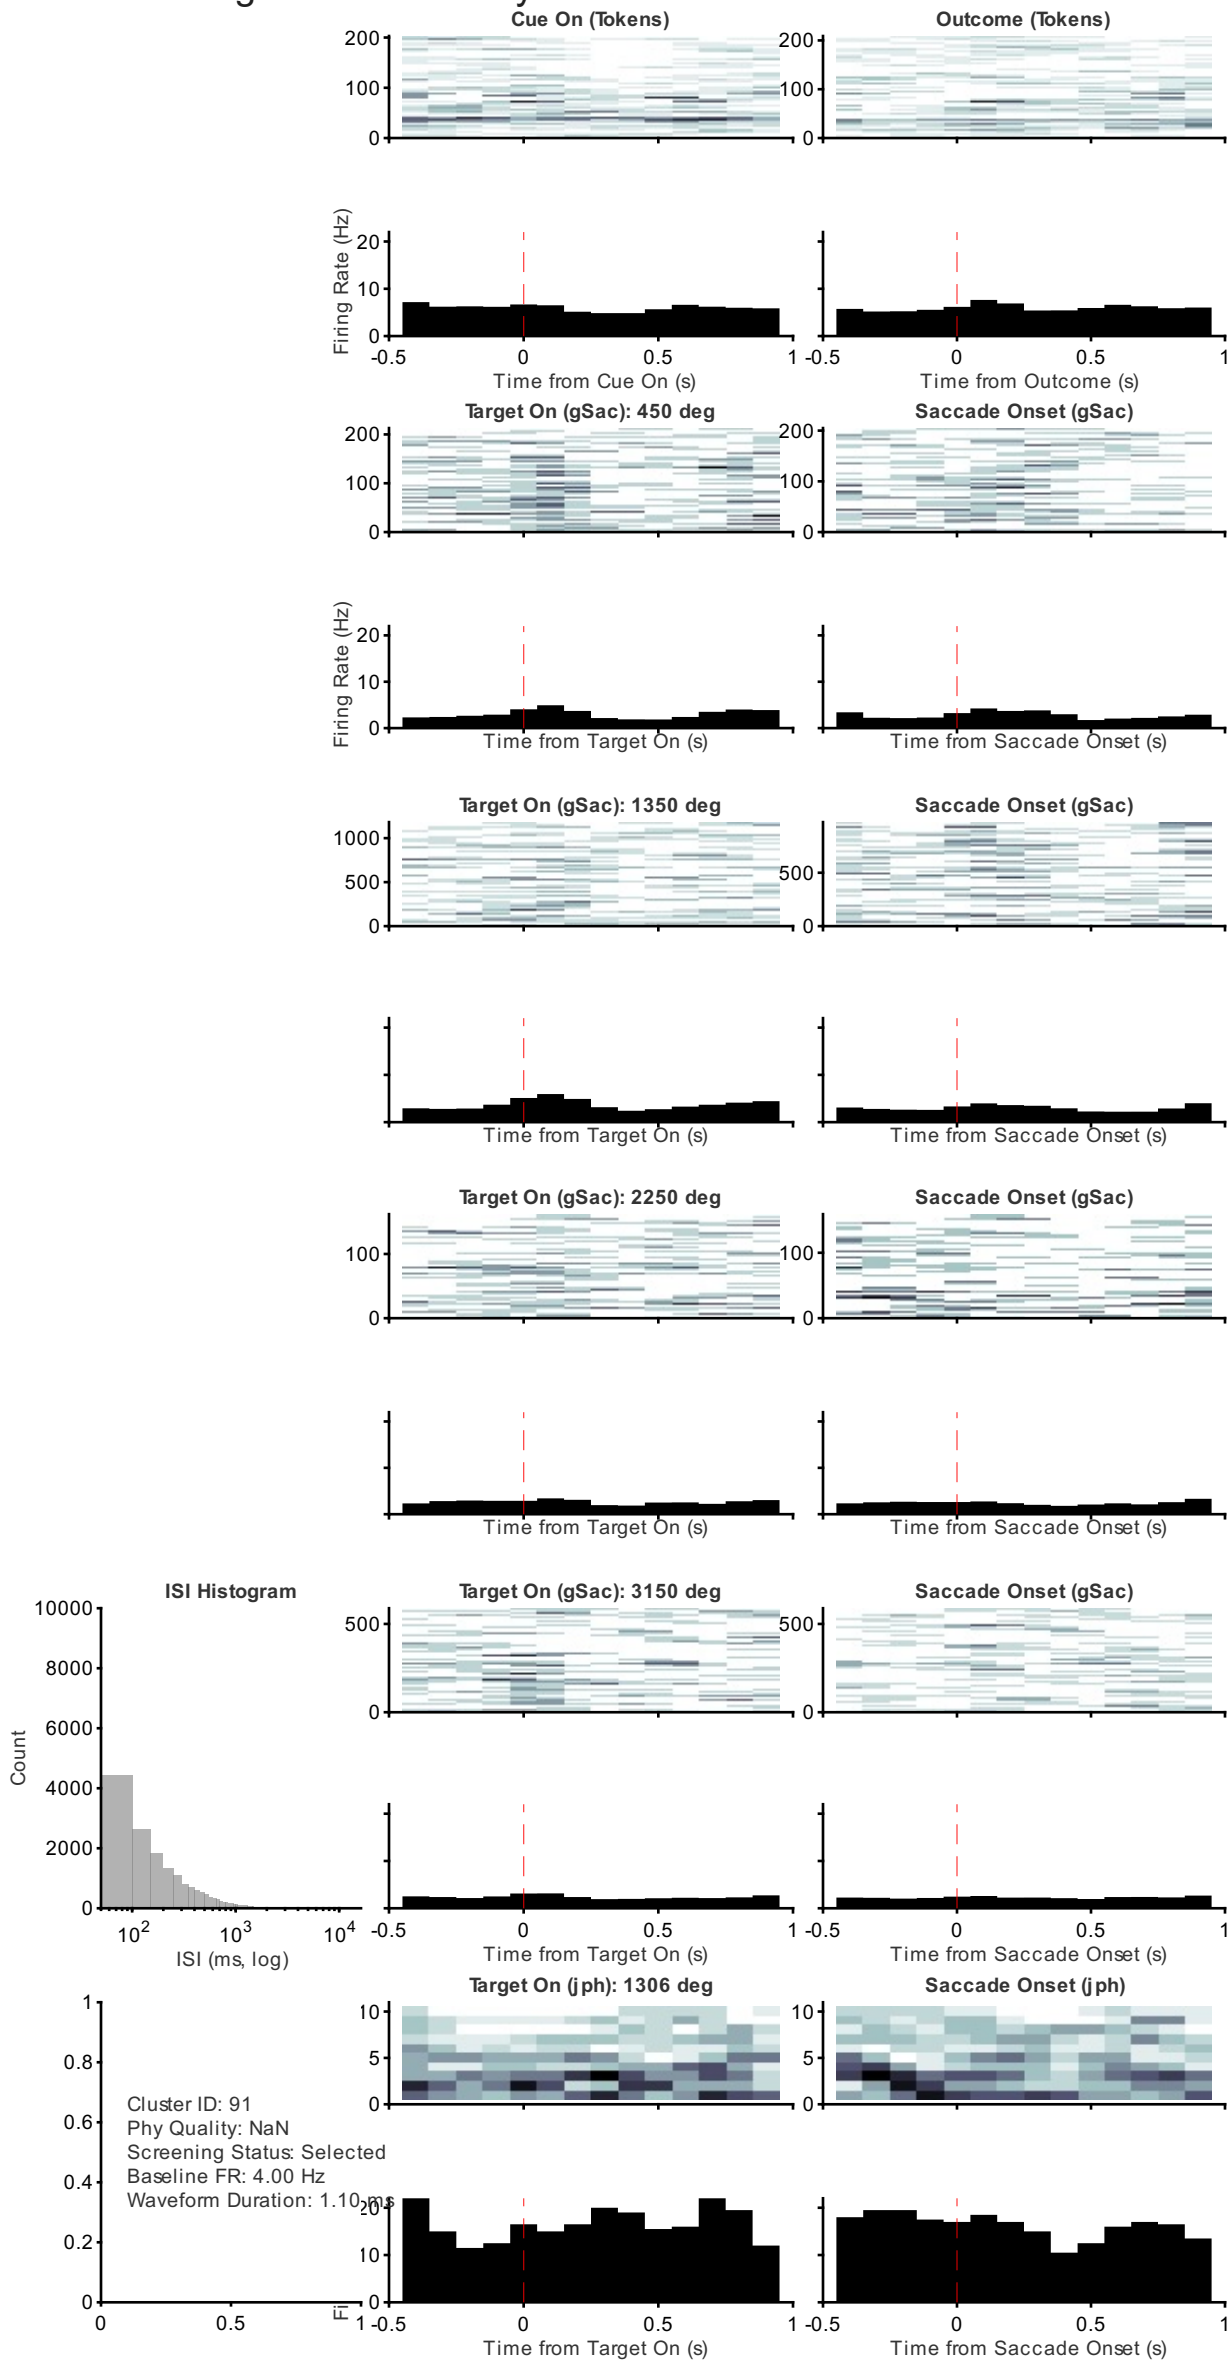 Cue On (Tokens)
Outcome (Tokens)
200
100
0
200
100
0
Firing Rate (Hz)
20
10
0
-0.5
0
0.5
1
-0.5
0
0.5
1
Time from Cue On (s)
Time from Outcome (s)
Target On (gSac): 450 deg
Saccade Onset (gSac)
200
100
0
200
100
0
Firing Rate (Hz)
20
10
0
Time from Target On (s)
Time from Saccade Onset (s)
Target On (gSac): 1350 deg
Saccade Onset (gSac)
1000
500
0
500
0
Time from Target On (s)
Time from Saccade Onset (s)
Target On (gSac): 2250 deg
Saccade Onset (gSac)
100
0
100
0
Time from Target On (s)
Time from Saccade Onset (s)
ISI Histogram
Target On (gSac): 3150 deg
Saccade Onset (gSac)
10000
8000
6000
4000
2000
0
Count
10^2
10^3
10^4
ISI (ms, log)
500
0
500
0
-0.5
0
0.5
1
-0.5
0
0.5
1
Time from Target On (s)
Time from Saccade Onset (s)
Target On (jph): 1306 deg
Saccade Onset (jph)
1
0.8
0.6
0.4
0.2
0
0
0.5
1
Cluster ID: 91
Phy Quality: NaN
Screening Status: Selected
Baseline FR: 4.00 Hz
Waveform Duration: 1.10 ms
10
5
0
10
5
0
Fi
20
10
0
-0.5
0
0.5
1
-0.5
0
0.5
1
Time from Target On (s)
Time from Saccade Onset (s)